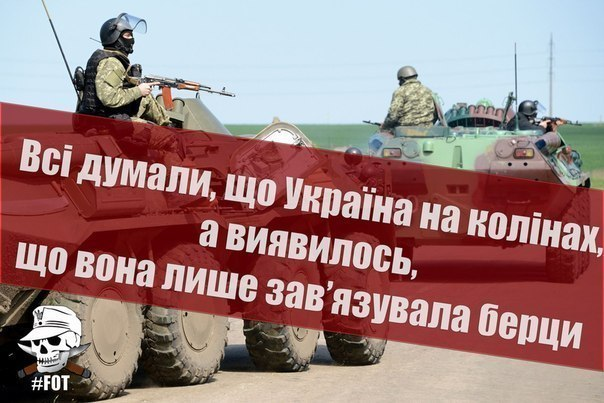 Всі думали, що Україна на колінах,
а виявилось,
що вона лише зав’язувала берци
#FOT